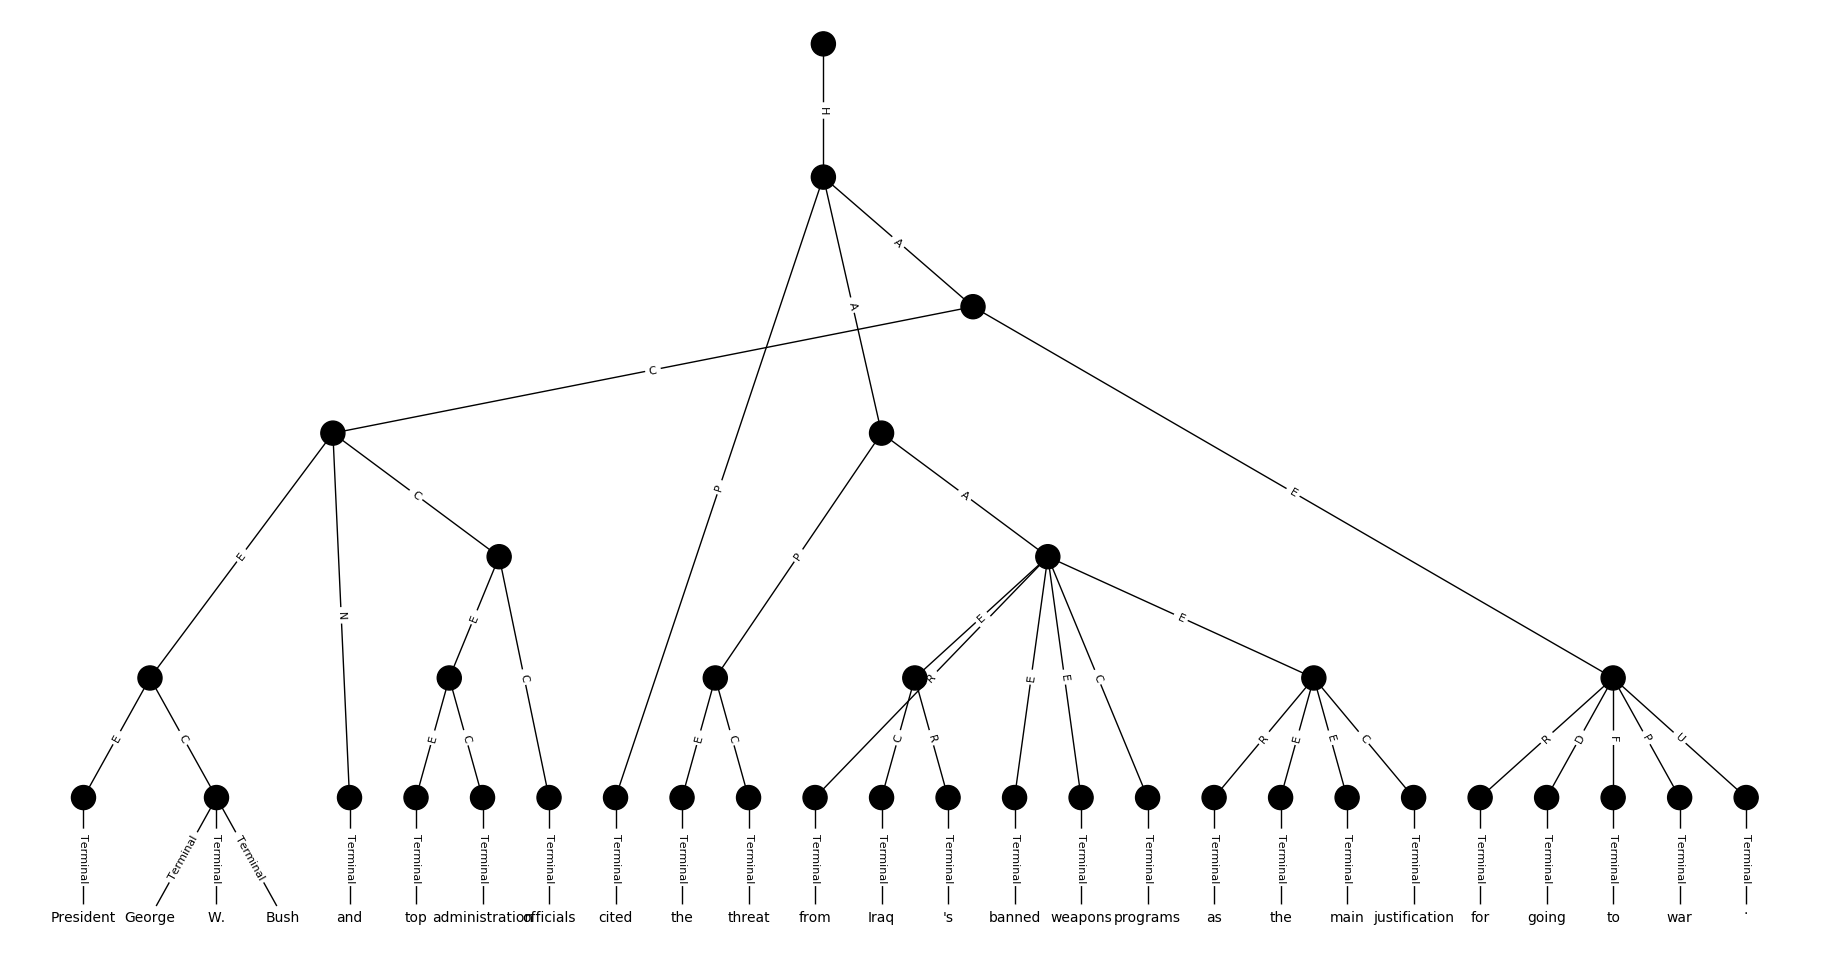 H
A
A
C
P
C
A
E
E
P
E
N
E
E
R
C
E
E
C
E
C
E
C
E
C
E
C
C
R
R
E
E
C
R
D
F
P
U
Terminal Terminal Terminal Terminal Terminal Terminal Terminal Terminal Terminal Terminal Terminal Terminal Terminal Terminal Terminal Terminal Terminal Terminal Terminal Terminal Terminal Terminal Terminal Terminal Terminal Terminal
President George W. Bush and top administration officials cited the threat from Iraq 's banned weapons programs as the main justification for going to war .